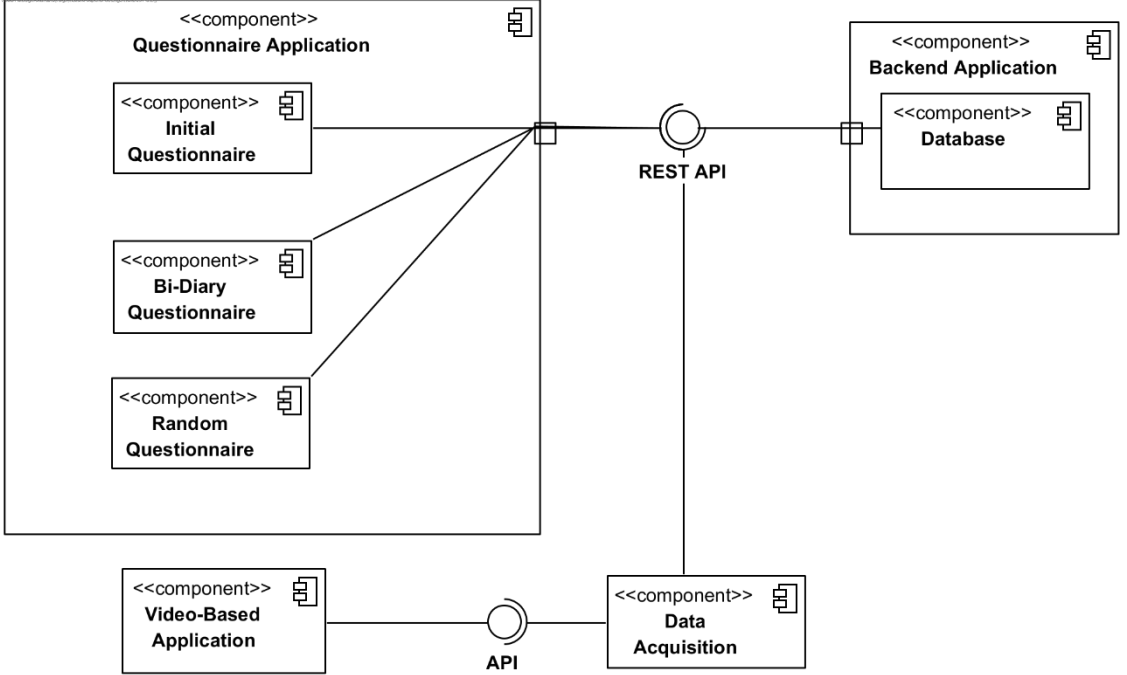 <<component>>
Questionnaire Application
<<component>>
Initial
Questionnaire
<<component>>
Bi-Diary
Questionnaire
<<component>>
Random
Questionnaire
REST API
<<component>>
Backend Application
<<component>>
Database
<<component>>
Video-Based
Application
API
<<component>>
Data
Acquisition